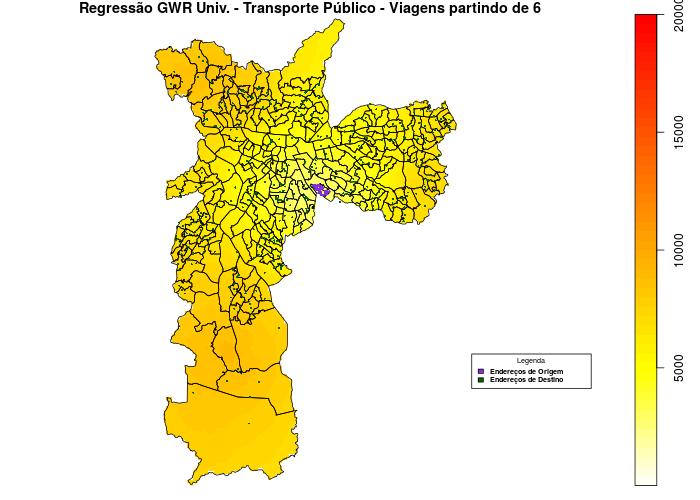 Regressão GWR Univ. - Transporte Público - Viagens partindo de 6
20000
15000
10000
5000
Legenda
Endereços de Origem
Endereços de Destino